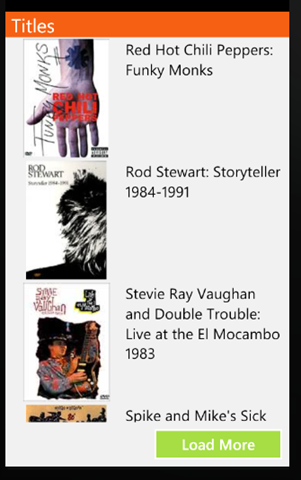 Titles
FUNKY MONKS
RED HOT
CHILI
PEPPERS
Red Hot Chili Peppers:
Funky Monks
ROD
STEWART
Storyteller 1984-1991
Rod Stewart: Storyteller
1984-1991
STEVIE RAY
VAUGHAN
Stevie Ray Vaughan
and Double Trouble:
Live at the El Mocambo
1983
Spike and Mike's Sick
Load More